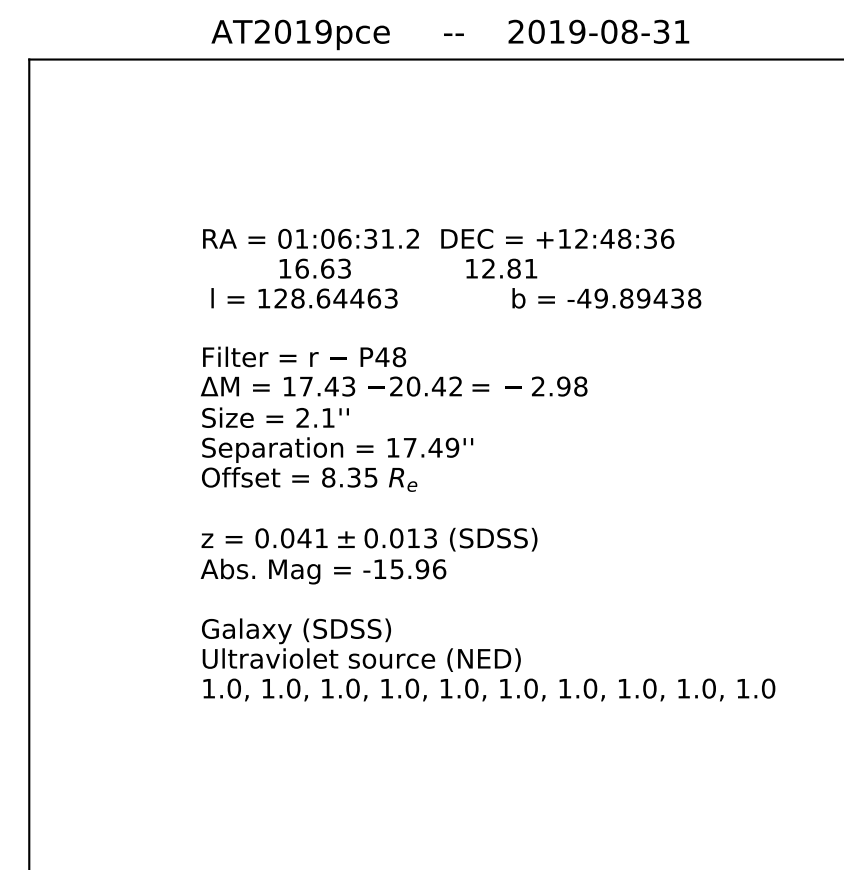 AT2019pce -- 2019-08-31
RA = 01:06:31.2 DEC = +12:48:36
16.63 12.81
l = 128.64463 b = -49.89438
Filter = r − P48
ΔM = 17.43 −20.42 = − 2.98
Size = 2.1''
Separation = 17.49''
Offset = 8.35 Rₑ
z = 0.041 ± 0.013 (SDSS)
Abs. Mag = -15.96
Galaxy (SDSS)
Ultraviolet source (NED)
1.0, 1.0, 1.0, 1.0, 1.0, 1.0, 1.0, 1.0, 1.0, 1.0